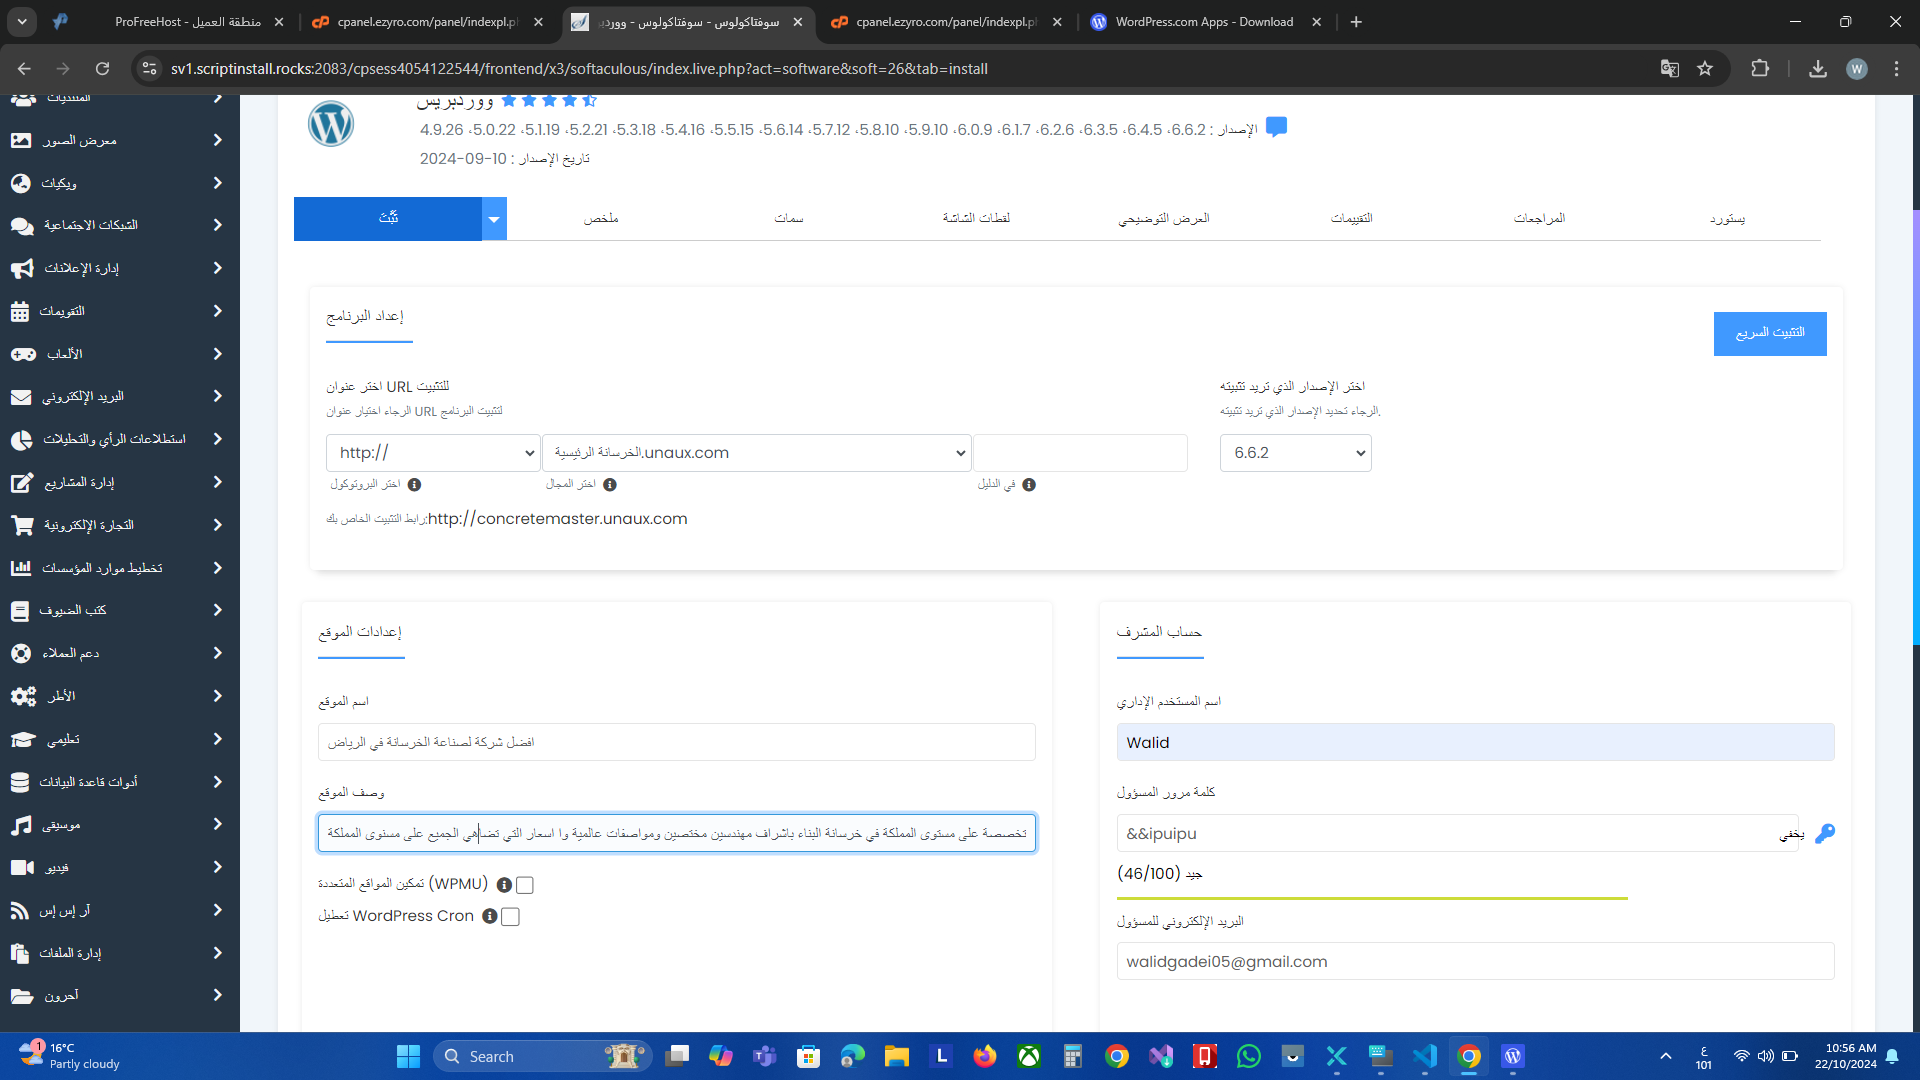 ProFreeHost - منطقة العميل
cpanel.ezyro.com/panel/indexpl.p
سوفتاكولوس - سوفتاكولوس - ووردبر
cpanel.ezyro.com/panel/indexpl.p
WordPress.com Apps - Download
sv1.scriptinstall.rocks:2083/cpsess4054122544/frontend/x3/softaculous/index.live.php?act=software&soft=26&tab=install
W
المنتديات
معرض الصور
ويكيات
الشبكات الاجتماعية
إدارة الإعلانات
التقويمات
الألعاب
البريد الإلكتروني
استطلاعات الرأي والتحليلات
إدارة المشاريع
التجارة الإلكترونية
تخطيط موارد المؤسسات
كتب الضيوف
دعم العملاء
الأطر
تعليمي
أدوات قاعدة البيانات
موسيقى
فيديو
آر إس إس
إدارة الملفات
آحرون
ووردبريس
الإصدار : 6.6.2، 6.4.5، 6.3.5، 6.2.6، 6.1.7، 6.0.9، 5.9.10، 5.8.10، 5.7.12، 5.6.14، 5.5.15، 5.4.16، 5.3.18، 5.2.21، 5.1.19، 5.0.22، 4.9.26
تاريخ الإصدار : 2024-09-10
ثَبَّتَ
ملخص
سمات
لقطات الشاشة
العرض التوضيحي
التقييمات
المراجعات
يستورد
إعداد البرنامج
التثبيت السريع
للتثبيت URL اختر عنوان
لتثبيت البرنامج URL الرجاء اختيار عنوان
اختر الإصدار الذي تريد تثبيته
الرجاء تحديد الإصدار الذي تريد تثبيته.
http://
الخرسانة الرئيسية.unaux.com
6.6.2
اختر البروتوكول
اختر المجال
في الدليل
رابط التثبيت الخاص بك:http://concretemaster.unaux.com
إعدادات الموقع
اسم الموقع
افضل شركة لصناعة الخرسانة في الرياض
وصف الموقع
تخصصة على مستوى المملكة في خرسانة البناء باشراف مهندسين مختصين ومواصفات عالمية وا اسعار التي تضاهي الجميع على مستوى المملكة
تمكين المواقع المتعددة (WPMU)
تعطيل WordPress Cron
حساب المشرف
اسم المستخدم الإداري
Walid
كلمة مرور المسؤول
&&ipuipu
يخفي
جيد (46/100)
البريد الإلكتروني للمسؤول
walidgadei05@gmail.com
1
16°C
Partly cloudy
Search
ع
101
10:56 AM
22/10/2024